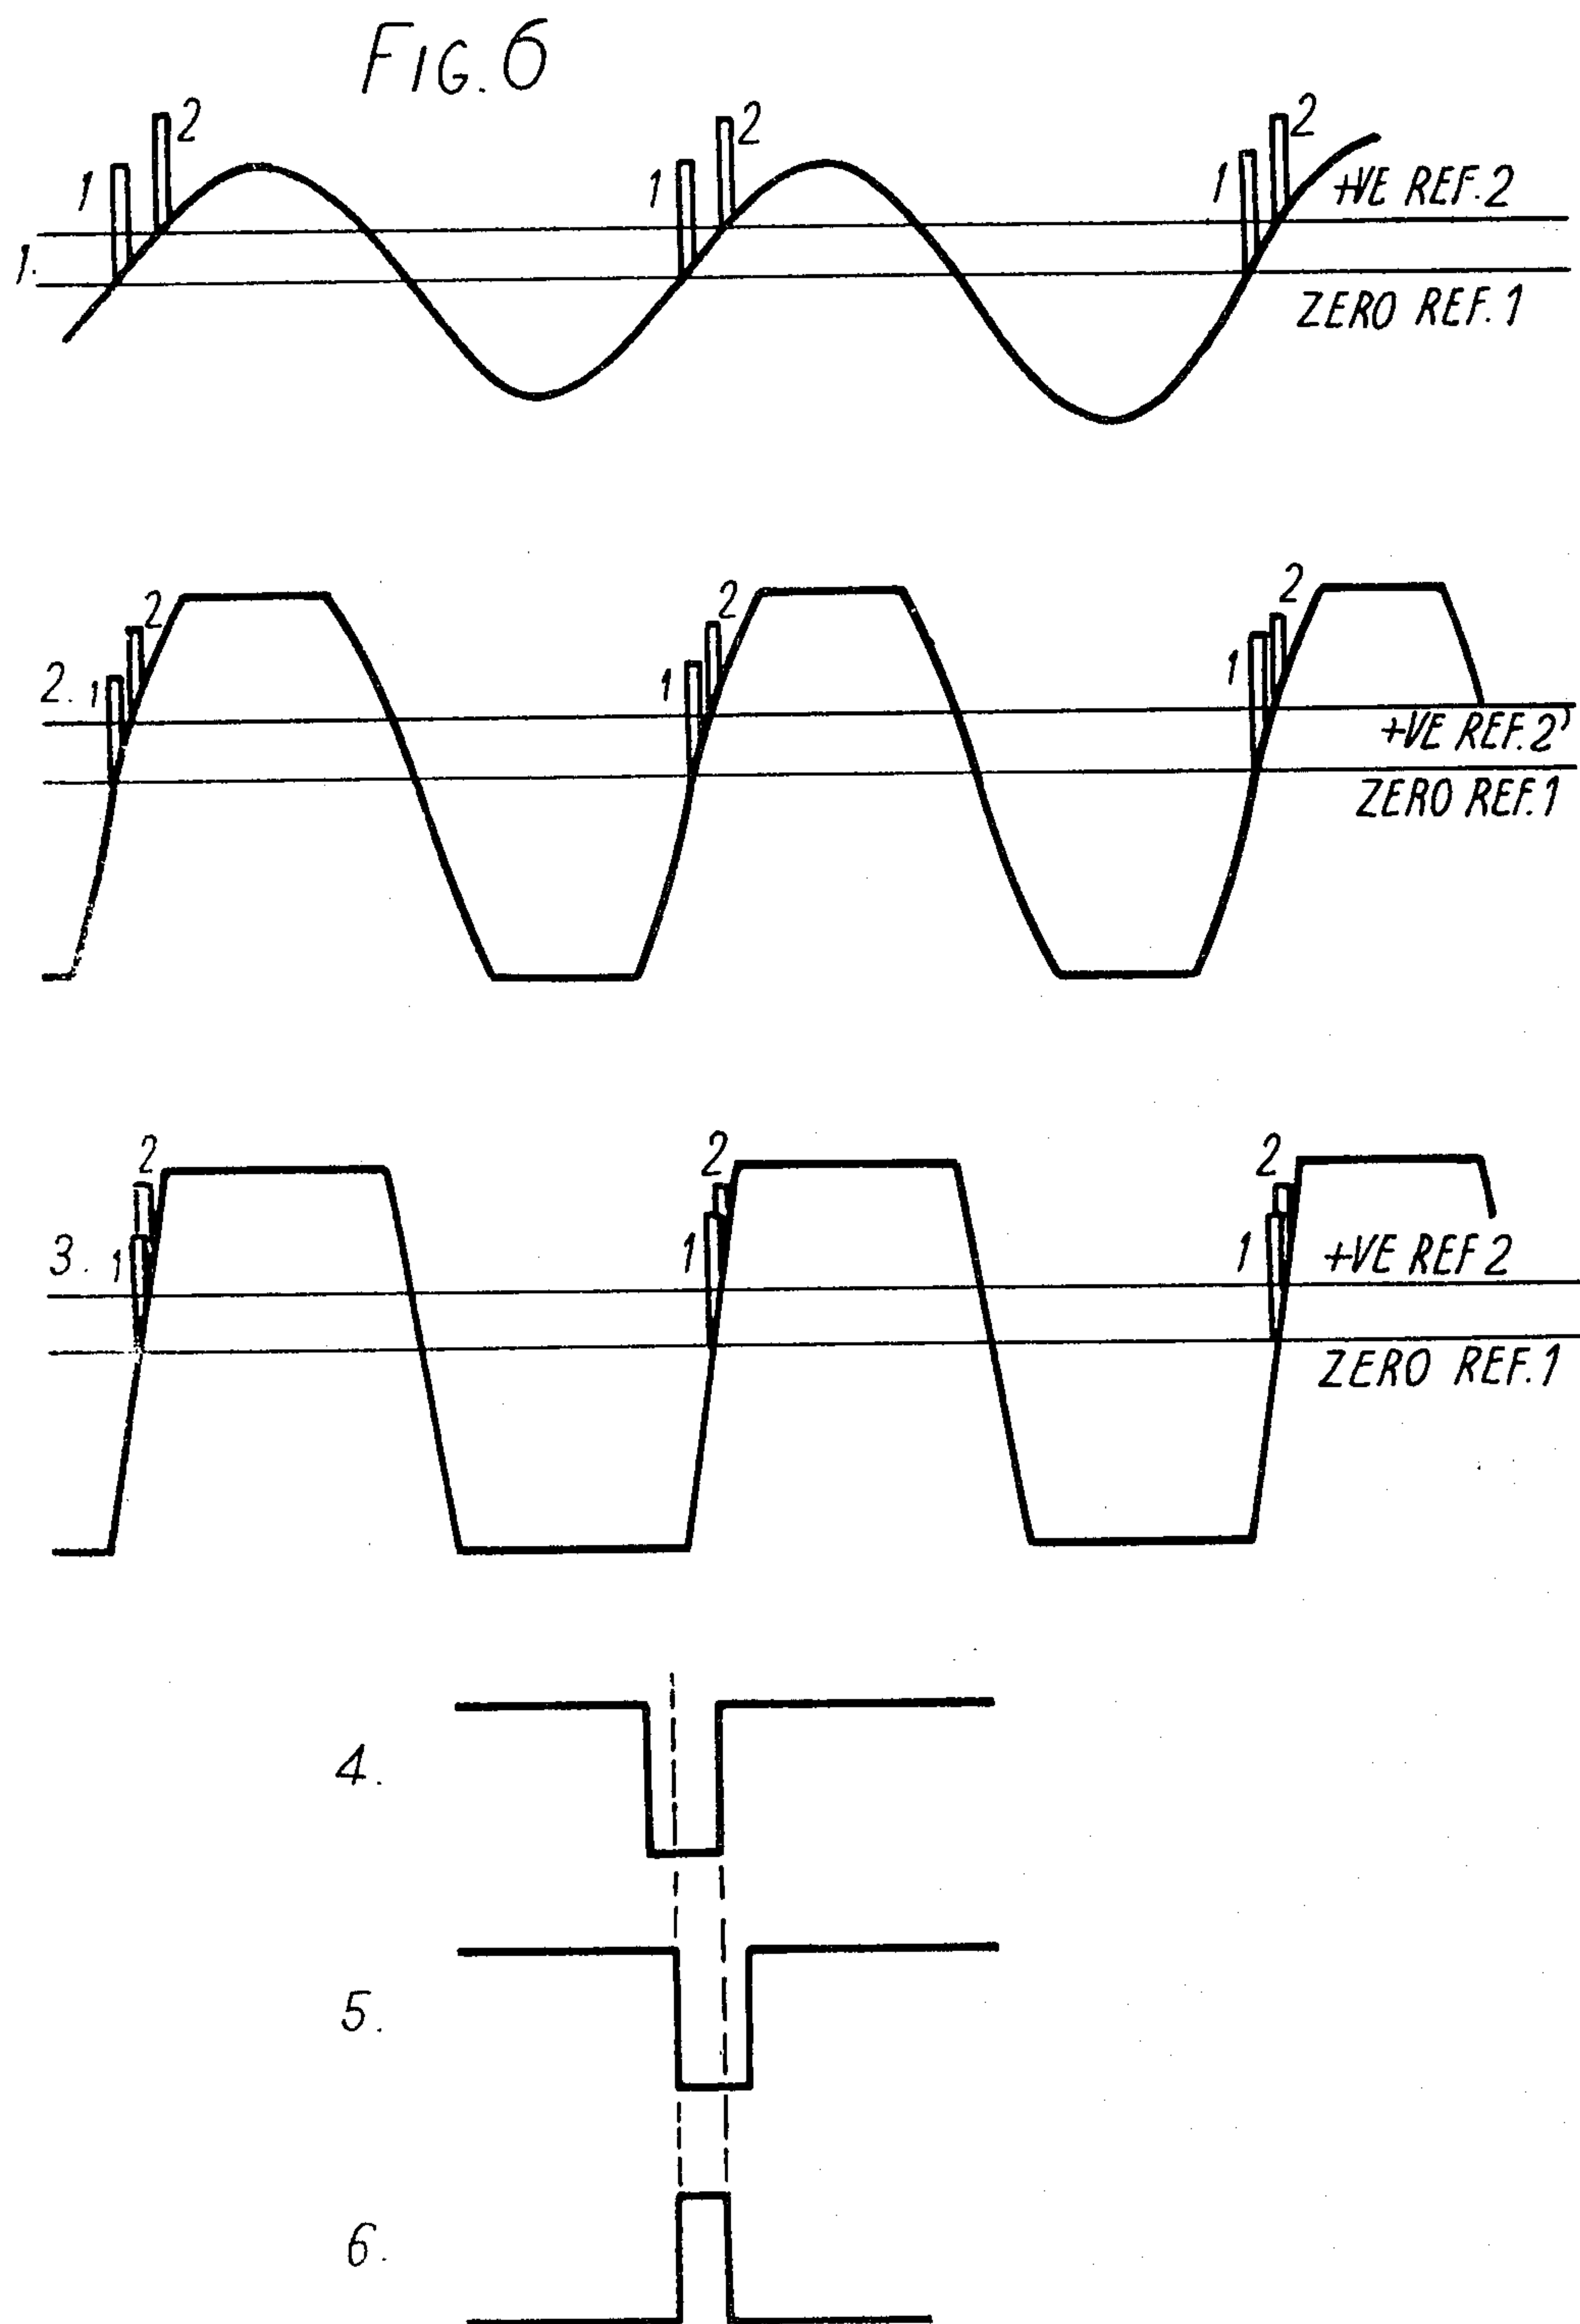 FIG. 6
1 2 1 2 1 2
+VE REF. 2
1.
ZERO REF. 1
2 2 2
2. 1 1 1
+VE REF. 2)
ZERO REF. 1
2 2 2
3. 1 1 1 +VE REF 2
ZERO REF. 1
4.
5.
6.